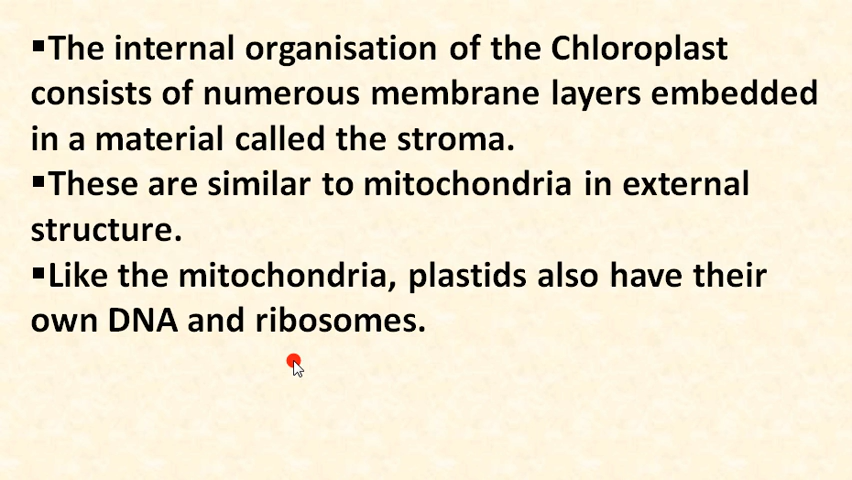 ▪The internal organisation of the Chloroplast
consists of numerous membrane layers embedded
in a material called the stroma.
▪These are similar to mitochondria in external
structure.
▪Like the mitochondria, plastids also have their
own DNA and ribosomes.